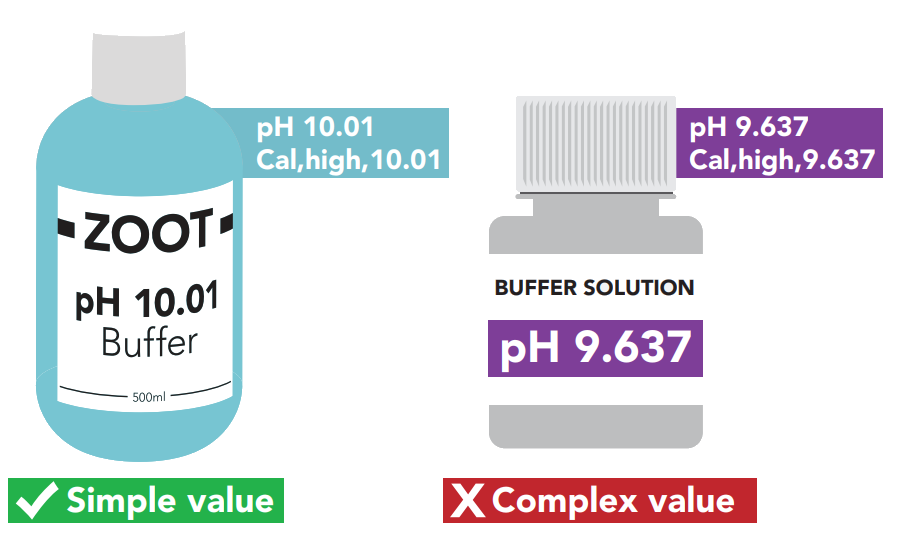 pH 10.01
Cal,high,10.01
ZOOT
pH 10.01
Buffer
500ml
Simple value
pH 9.637
Cal,high,9.637
BUFFER SOLUTION
pH 9.637
Complex value